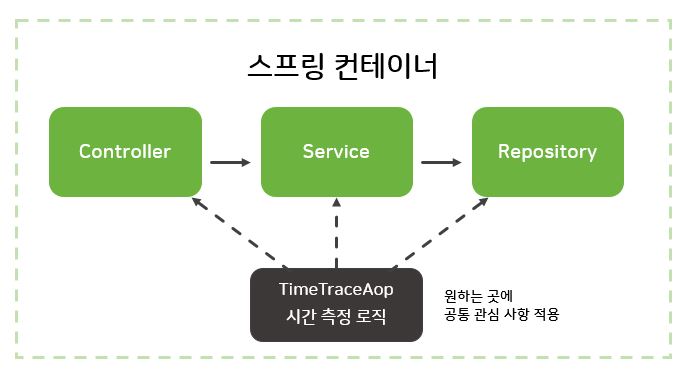 스프링 컨테이너
Controller
Service
Repository
TimeTraceAop
시간 측정 로직
원하는 곳에
공통 관심 사항 적용